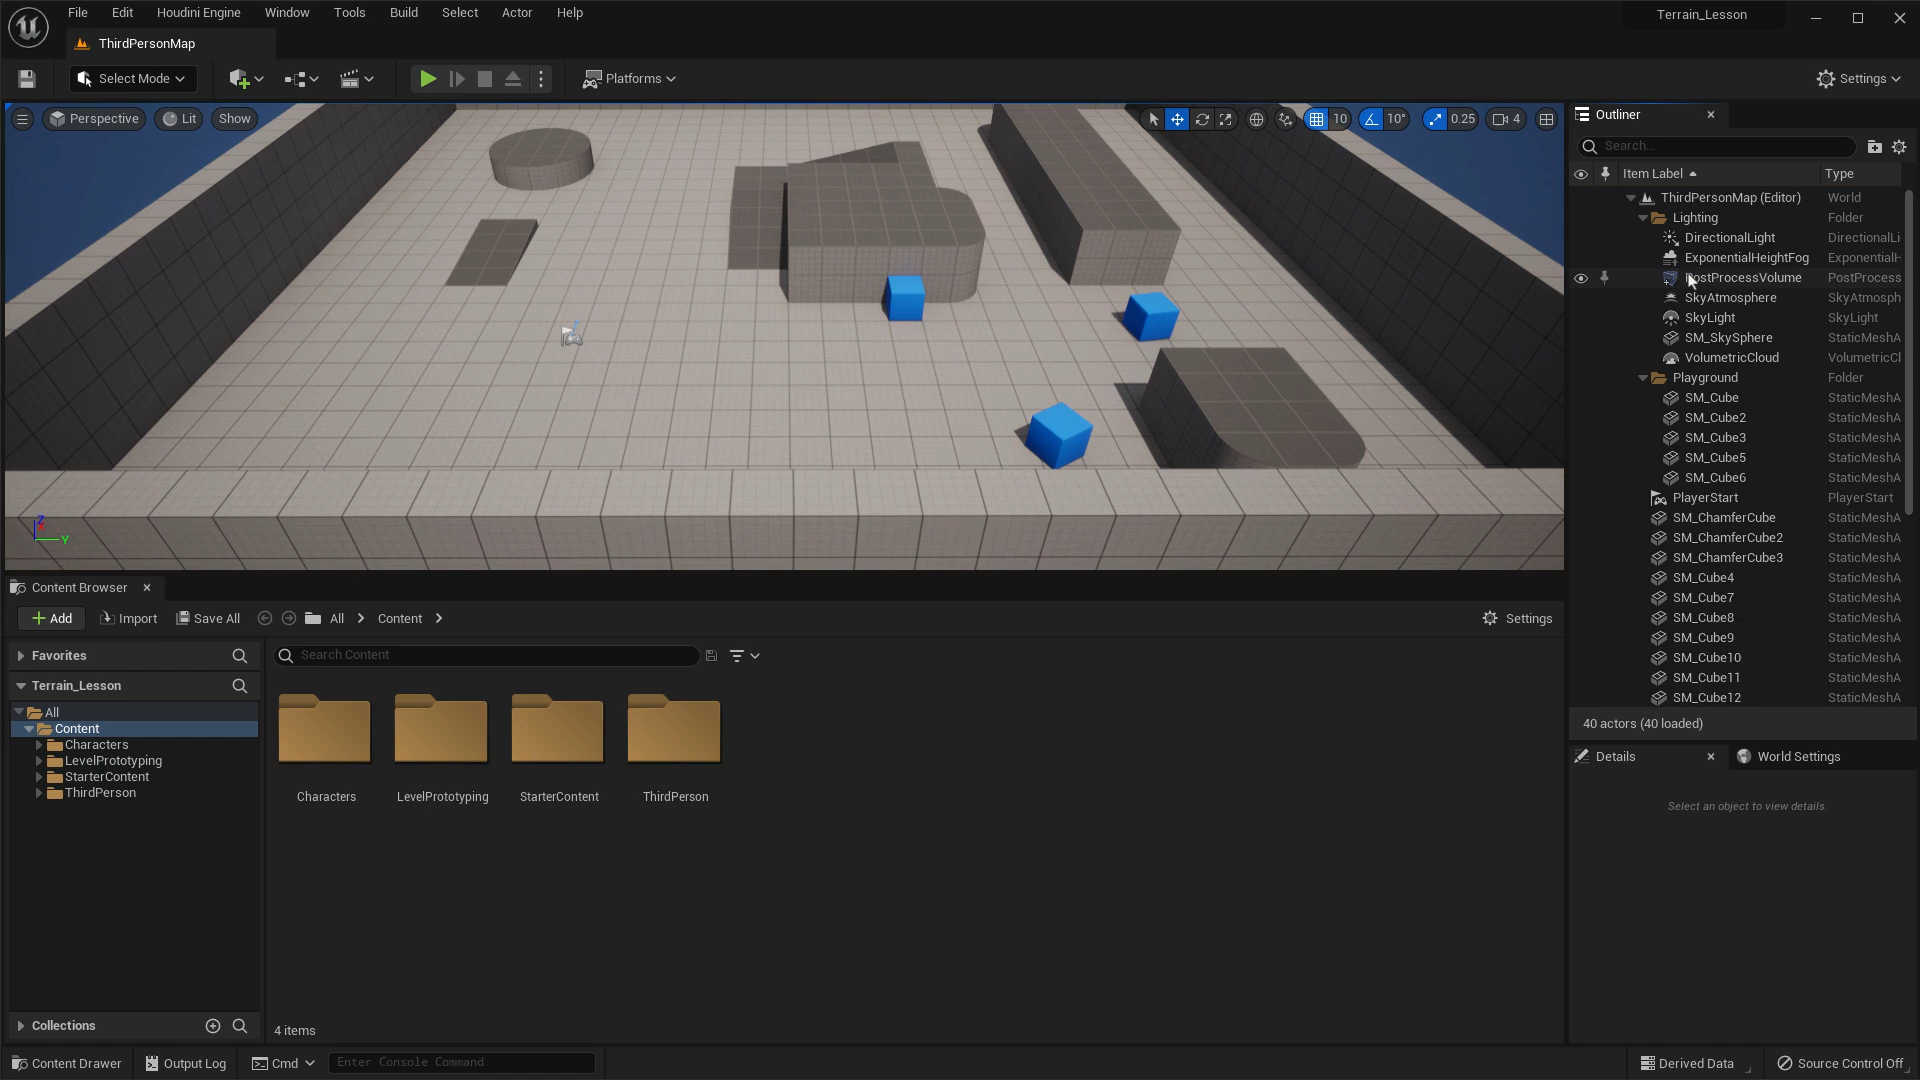 File Edit Houdini Engine Window Tools Build Select Actor Help
Terrain_Lesson
ThirdPersonMap
Select Mode
Platforms
Settings
Perspective Lit Show
10 10° 0.25 4
Z
Y
Outliner
Search...
Item Label Type
ThirdPersonMap (Editor) World
Lighting Folder
DirectionalLight DirectionalLi
ExponentialHeightFog ExponentialH
PostProcessVolume PostProcess
SkyAtmosphere SkyAtmosph
SkyLight SkyLight
SM_SkySphere StaticMeshA
VolumetricCloud VolumetricCl
Playground Folder
SM_Cube StaticMeshA
SM_Cube2 StaticMeshA
SM_Cube3 StaticMeshA
SM_Cube5 StaticMeshA
SM_Cube6 StaticMeshA
PlayerStart PlayerStart
SM_ChamferCube StaticMeshA
SM_ChamferCube2 StaticMeshA
SM_ChamferCube3 StaticMeshA
SM_Cube4 StaticMeshA
SM_Cube7 StaticMeshA
SM_Cube8 StaticMeshA
SM_Cube9 StaticMeshA
SM_Cube10 StaticMeshA
SM_Cube11 StaticMeshA
SM_Cube12 StaticMeshA
40 actors (40 loaded)
Details World Settings
Select an object to view details.
Content Browser
Add Import Save All All Content Settings
Favorites
Terrain_Lesson
All
Content
Characters
LevelPrototyping
StarterContent
ThirdPerson
Collections
Search Content
Characters LevelPrototyping StarterContent ThirdPerson
4 items
Content Drawer Output Log Cmd Enter Console Command Derived Data Source Control Off